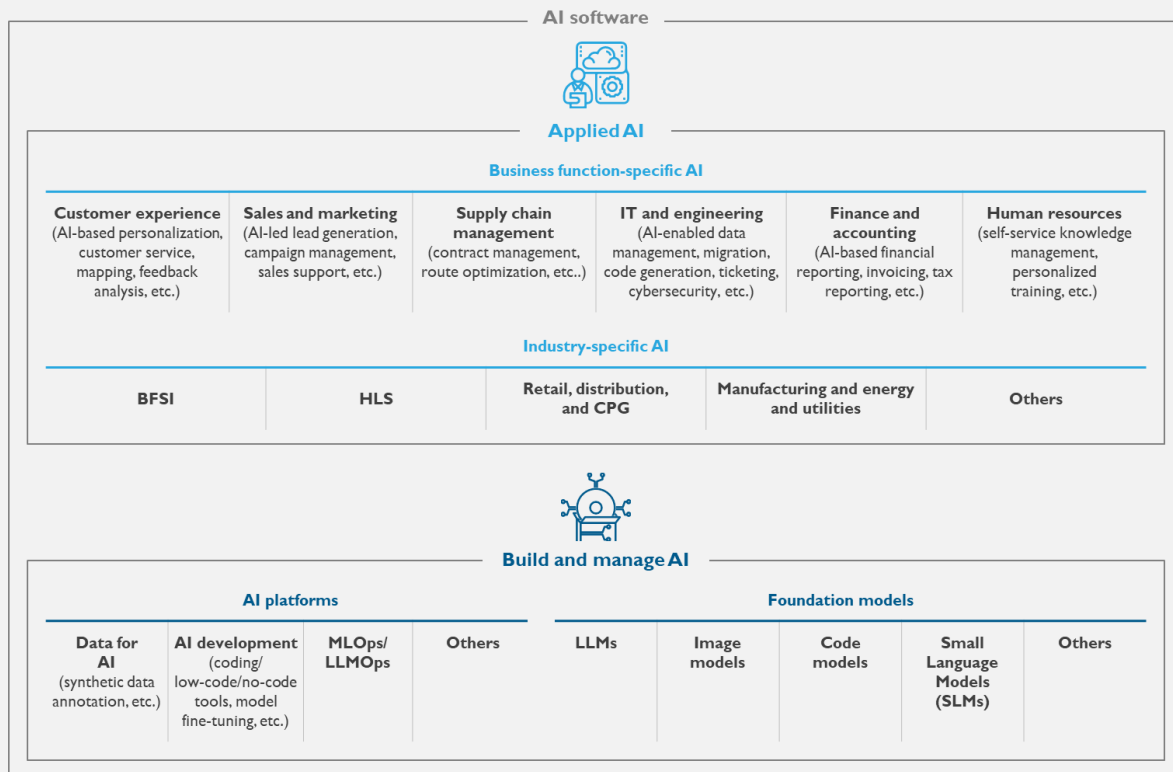 AI software
Applied AI
Business function-specific AI
Customer experience
(AI-based personalization,
customer service,
mapping, feedback
analysis, etc.)
Sales and marketing
(AI-led lead generation,
campaign management,
sales support, etc.)
Supply chain
management
(contract management,
route optimization, etc..)
IT and engineering
(AI-enabled data
management, migration,
code generation, ticketing,
cybersecurity, etc.)
Finance and
accounting
(AI-based financial
reporting, invoicing, tax
reporting, etc.)
Human resources
(self-service knowledge
management,
personalized
training, etc.)
Industry-specific AI
BFSI
HLS
Retail, distribution,
and CPG
Manufacturing and energy
and utilities
Others
Build and manage AI
AI platforms
Data for
AI
(synthetic data
annotation, etc.)
AI development
(coding/
low-code/no-code
tools, model
fine-tuning, etc.)
MLOps/
LLMOps
Others
Foundation models
LLMs
Image
models
Code
models
Small
Language
Models
(SLMs)
Others